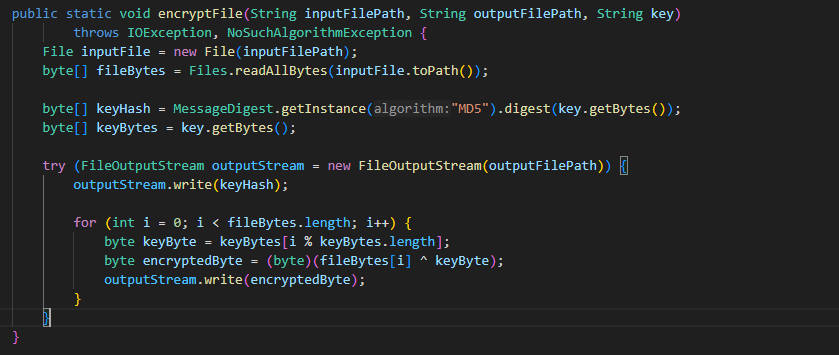 public static void encryptFile(String inputFilePath, String outputFilePath, String key)
throws IOException, NoSuchAlgorithmException {
File inputFile = new File(inputFilePath);
byte[] fileBytes = Files.readAllBytes(inputFile.toPath());
byte[] keyHash = MessageDigest.getInstance(algorithm:"MD5").digest(key.getBytes());
byte[] keyBytes = key.getBytes();
try (FileOutputStream outputStream = new FileOutputStream(outputFilePath)) {
outputStream.write(keyHash);
for (int i = 0; i < fileBytes.length; i++) {
byte keyByte = keyBytes[i % keyBytes.length];
byte encryptedByte = (byte)(fileBytes[i] ^ keyByte);
outputStream.write(encryptedByte);
}
}
}